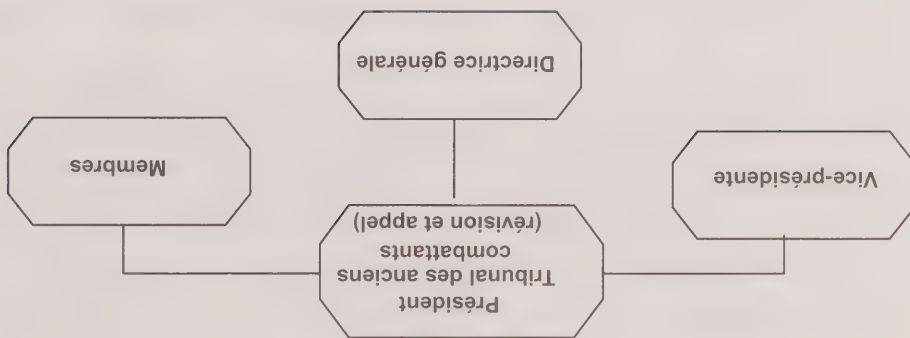 Président
Tribunal des anciens
combattants
(révision et appel)
Vice-présidente
Membres
Directrice générale